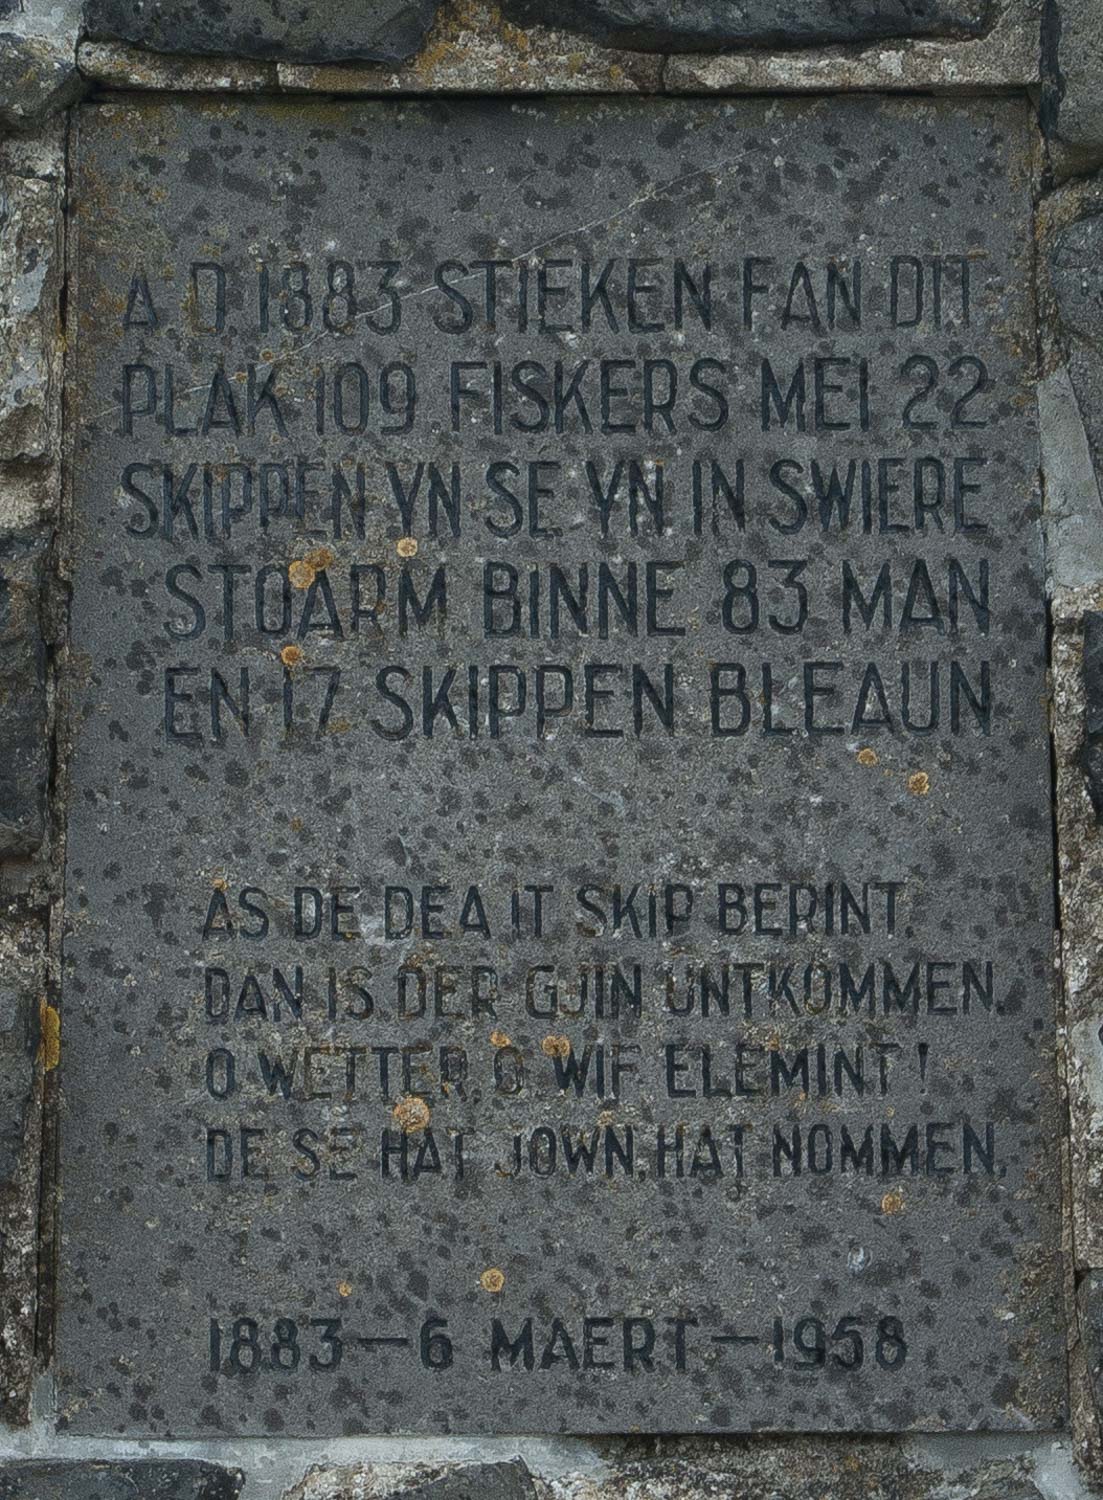 A.D. 1883 STIEKEN FAN DIT
PLAK 109 FISKERS MEI 22
SKIPPEN YN SE YN IN SWIERE
STOARM BINNE 83 MAN
EN 17 SKIPPEN BLEAUN
AS DE DEA IT SKIP BERINT,
DAN IS DER GJIN UNTKOMMEN.
O WETTER, O WIF ELEMINT!
DE SE HAT JOWN, HAT NOMMEN.
1883-6 MAERT-1958